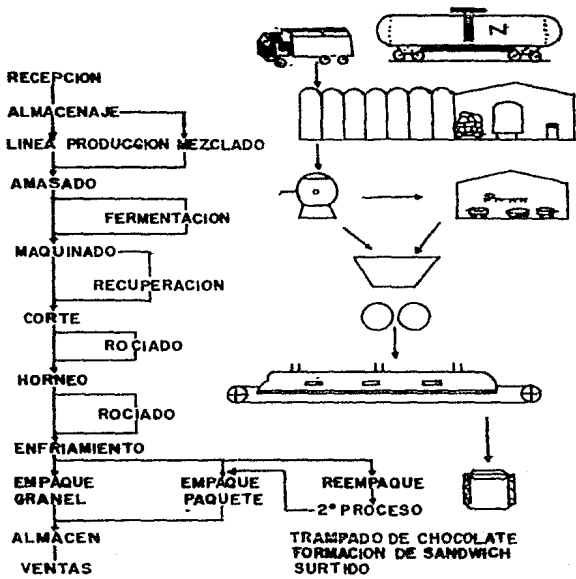 RECEPCION
ALMACENAJE
LINEA PRODUCCION MEZCLADO
AMASADO
FERMENTACION
MAQUINADO
RECUPERACION
CORTE
ROCIADO
HORNEO
ROCIADO
ENFRIAMIENTO
EMPAQUE GRANEL
EMPAQUE PAQUETE
REEMPAQUE
2º PROCESO
ALMACEN
VENTAS
TRAMPADO DE CHOCOLATE
FORMACION DE SANDWICH
SURTIDO